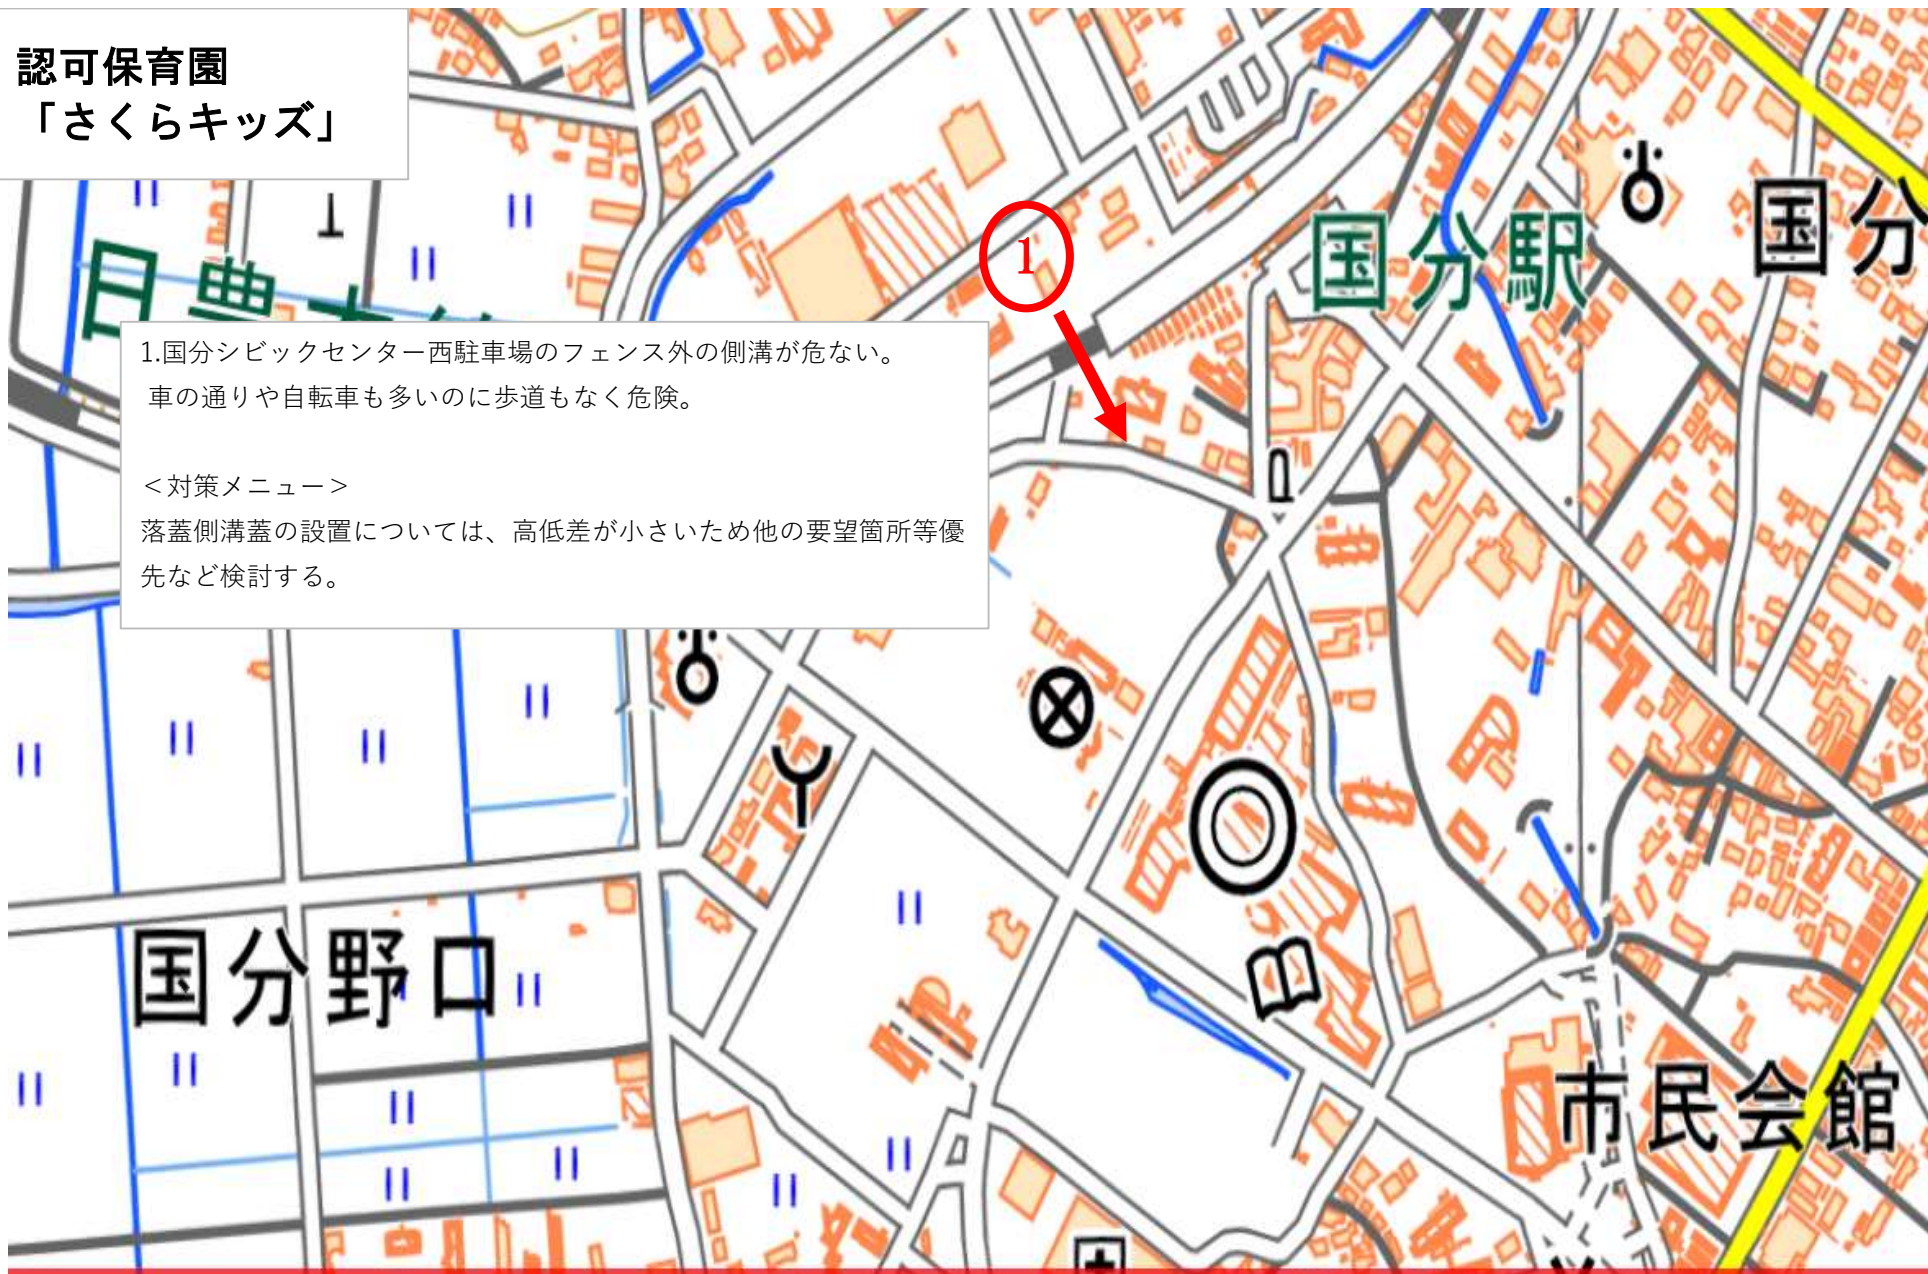 認可保育園
「さくらキッズ」
国分駅
国分
1
1.国分シビックセンター西駐車場のフェンス外の側溝が危ない。
車の通りや自転車も多いのに歩道もなく危険。
＜対策メニュー＞
落蓋側溝蓋の設置については、高低差が小さいため他の要望箇所等優
先など検討する。
国分野口
市民会館